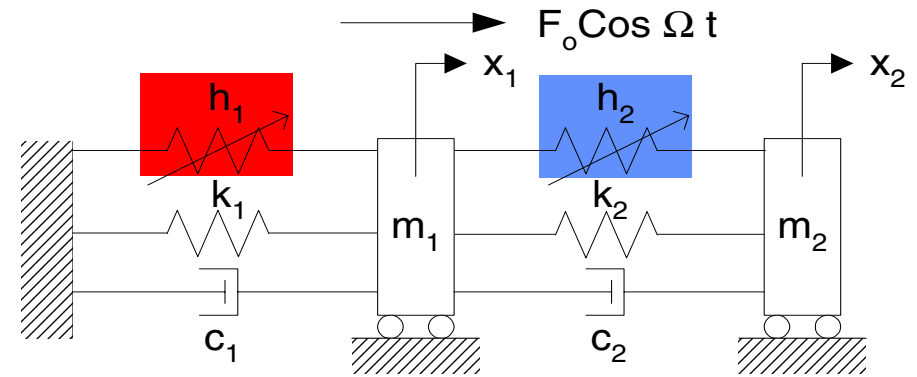 FₒCos Ω t
x₁ x₂
h₁ h₂
k₁ k₂
m₁ m₂
c₁ c₂